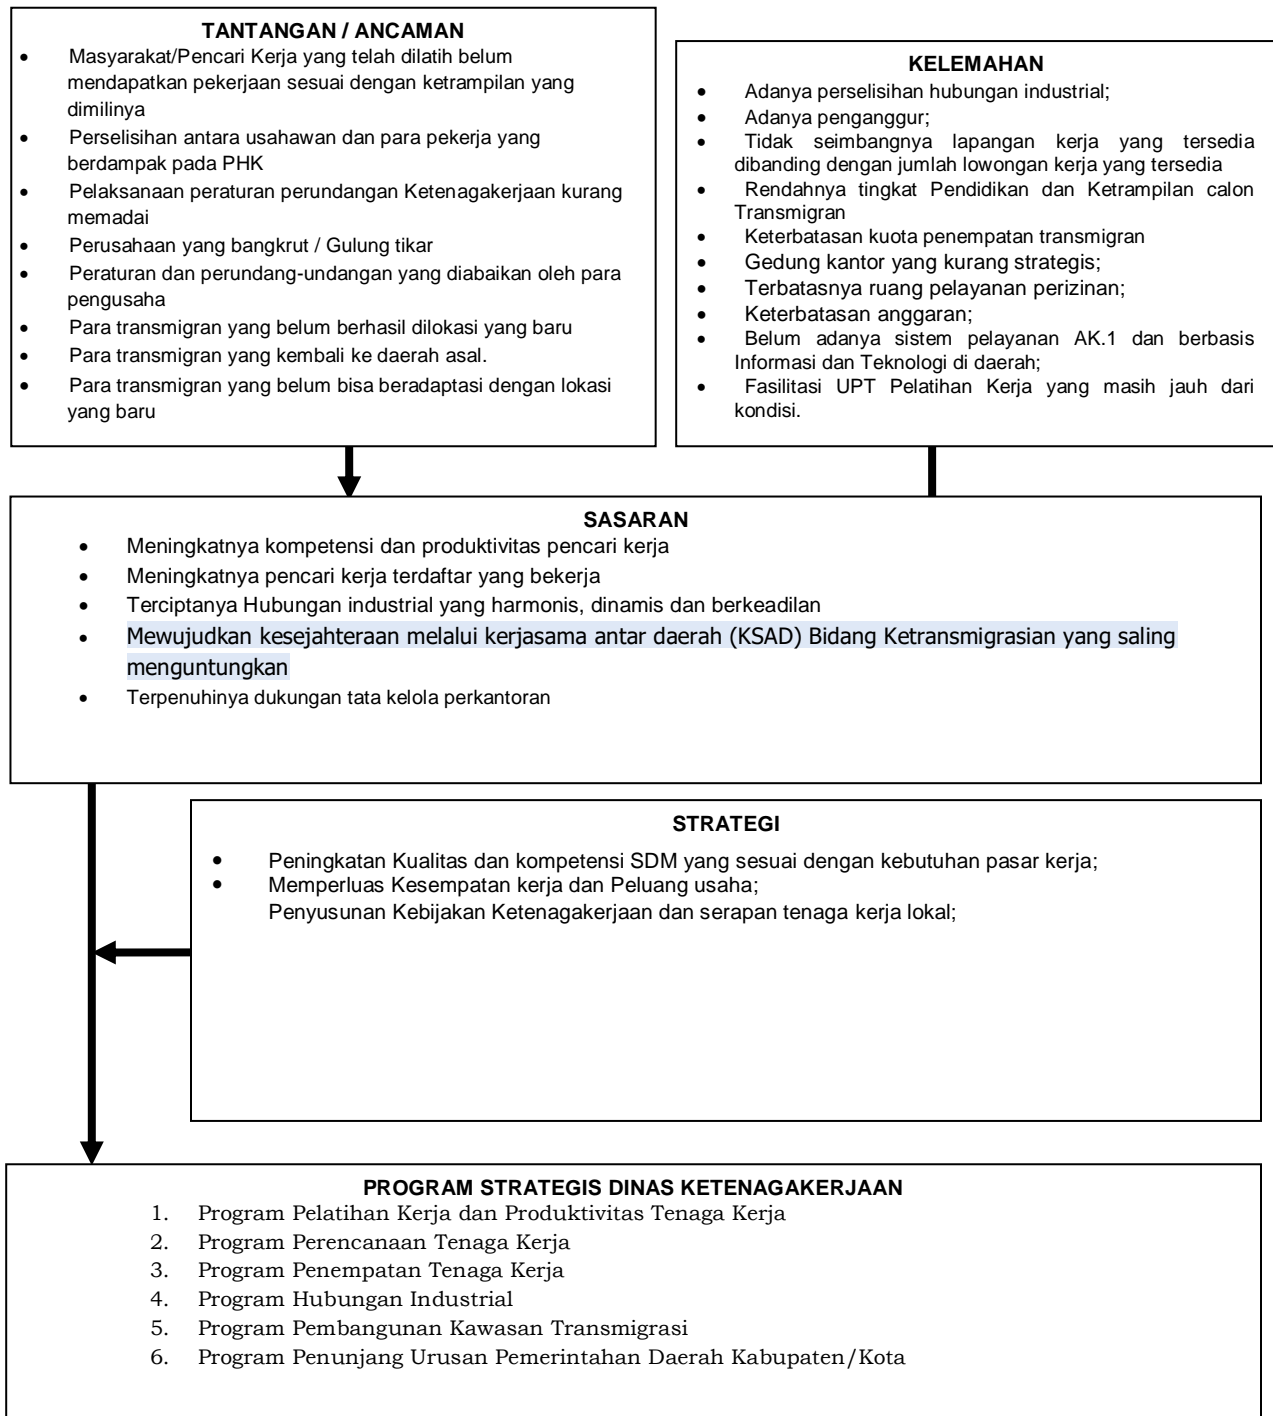 TANTANGAN / ANCAMAN
• Masyarakat/Pencari Kerja yang telah dilatih belum
mendapatkan pekerjaan sesuai dengan ketrampilan yang
dimilinya
• Perselisihan antara usahawan dan para pekerja yang
berdampak pada PHK
• Pelaksanaan peraturan perundangan Ketenagakerjaan kurang
memadai
• Perusahaan yang bangkrut / Gulung tikar
• Peraturan dan perundang-undangan yang diabaikan oleh para
pengusaha
• Para transmigran yang belum berhasil dilokasi yang baru
• Para transmigran yang kembali ke daerah asal.
• Para transmigran yang belum bisa beradaptasi dengan lokasi
yang baru
KELEMAHAN
• Adanya perselisihan hubungan industrial;
• Adanya penganggur;
• Tidak seimbangnya lapangan kerja yang tersedia
dibanding dengan jumlah lowongan kerja yang tersedia
• Rendahnya tingkat Pendidikan dan Ketrampilan calon
Transmigran
• Keterbatasan kuota penempatan transmigran
• Gedung kantor yang kurang strategis;
• Terbatasnya ruang pelayanan perizinan;
• Keterbatasan anggaran;
• Belum adanya sistem pelayanan AK.1 dan berbasis
Informasi dan Teknologi di daerah;
• Fasilitasi UPT Pelatihan Kerja yang masih jauh dari
kondisi.
SASARAN
• Meningkatnya kompetensi dan produktivitas pencari kerja
• Meningkatnya pencari kerja terdaftar yang bekerja
• Terciptanya Hubungan industrial yang harmonis, dinamis dan berkeadilan
• Mewujudkan kesejahteraan melalui kerjasama antar daerah (KSAD) Bidang Ketransmigrasian yang saling
menguntungkan
• Terpenuhinya dukungan tata kelola perkantoran
STRATEGI
• Peningkatan Kualitas dan kompetensi SDM yang sesuai dengan kebutuhan pasar kerja;
• Memperluas Kesempatan kerja dan Peluang usaha;
Penyusunan Kebijakan Ketenagakerjaan dan serapan tenaga kerja lokal;
PROGRAM STRATEGIS DINAS KETENAGAKERJAAN
1. Program Pelatihan Kerja dan Produktivitas Tenaga Kerja
2. Program Perencanaan Tenaga Kerja
3. Program Penempatan Tenaga Kerja
4. Program Hubungan Industrial
5. Program Pembangunan Kawasan Transmigrasi
6. Program Penunjang Urusan Pemerintahan Daerah Kabupaten/Kota